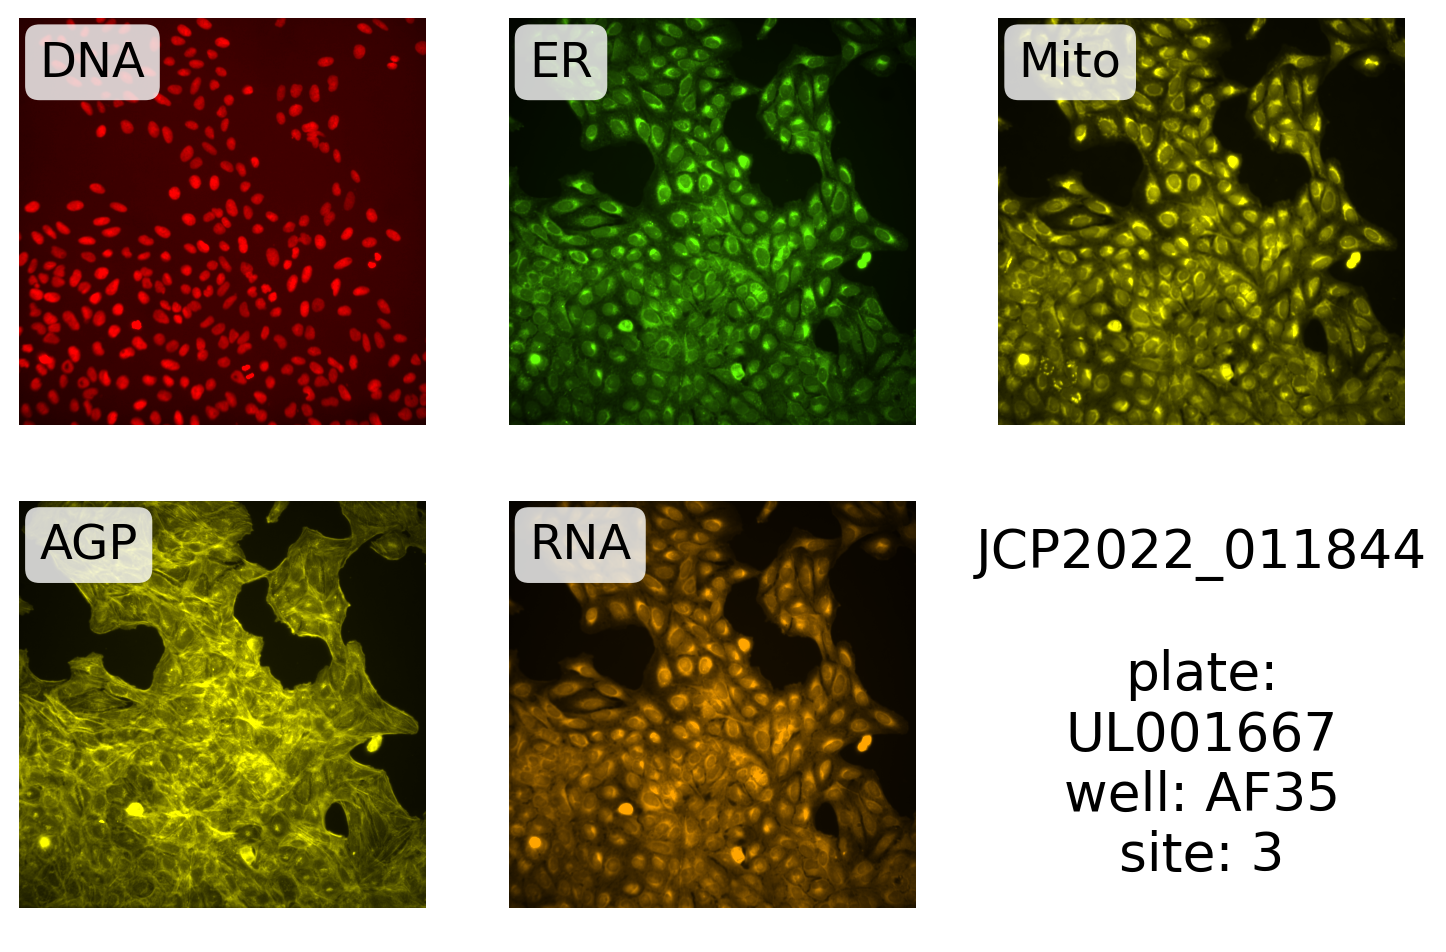 DNA
ER
Mito
AGP
RNA
JCP2022_011844
plate:
UL001667
well: AF35
site: 3